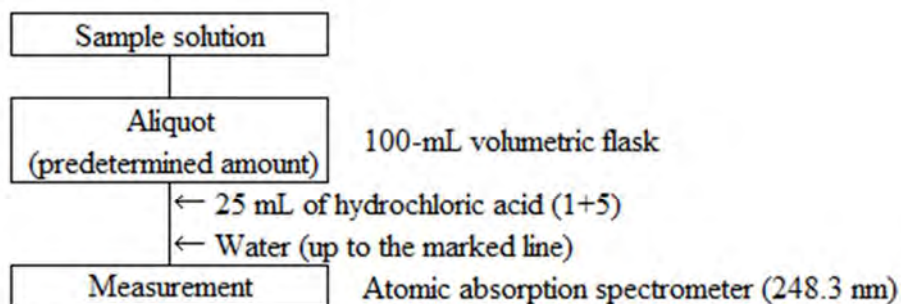 Sample solution
Aliquot
(predetermined amount)
100-mL volumetric flask
← 25 mL of hydrochloric acid (1+5)
← Water (up to the marked line)
Measurement
Atomic absorption spectrometer (248.3 nm)